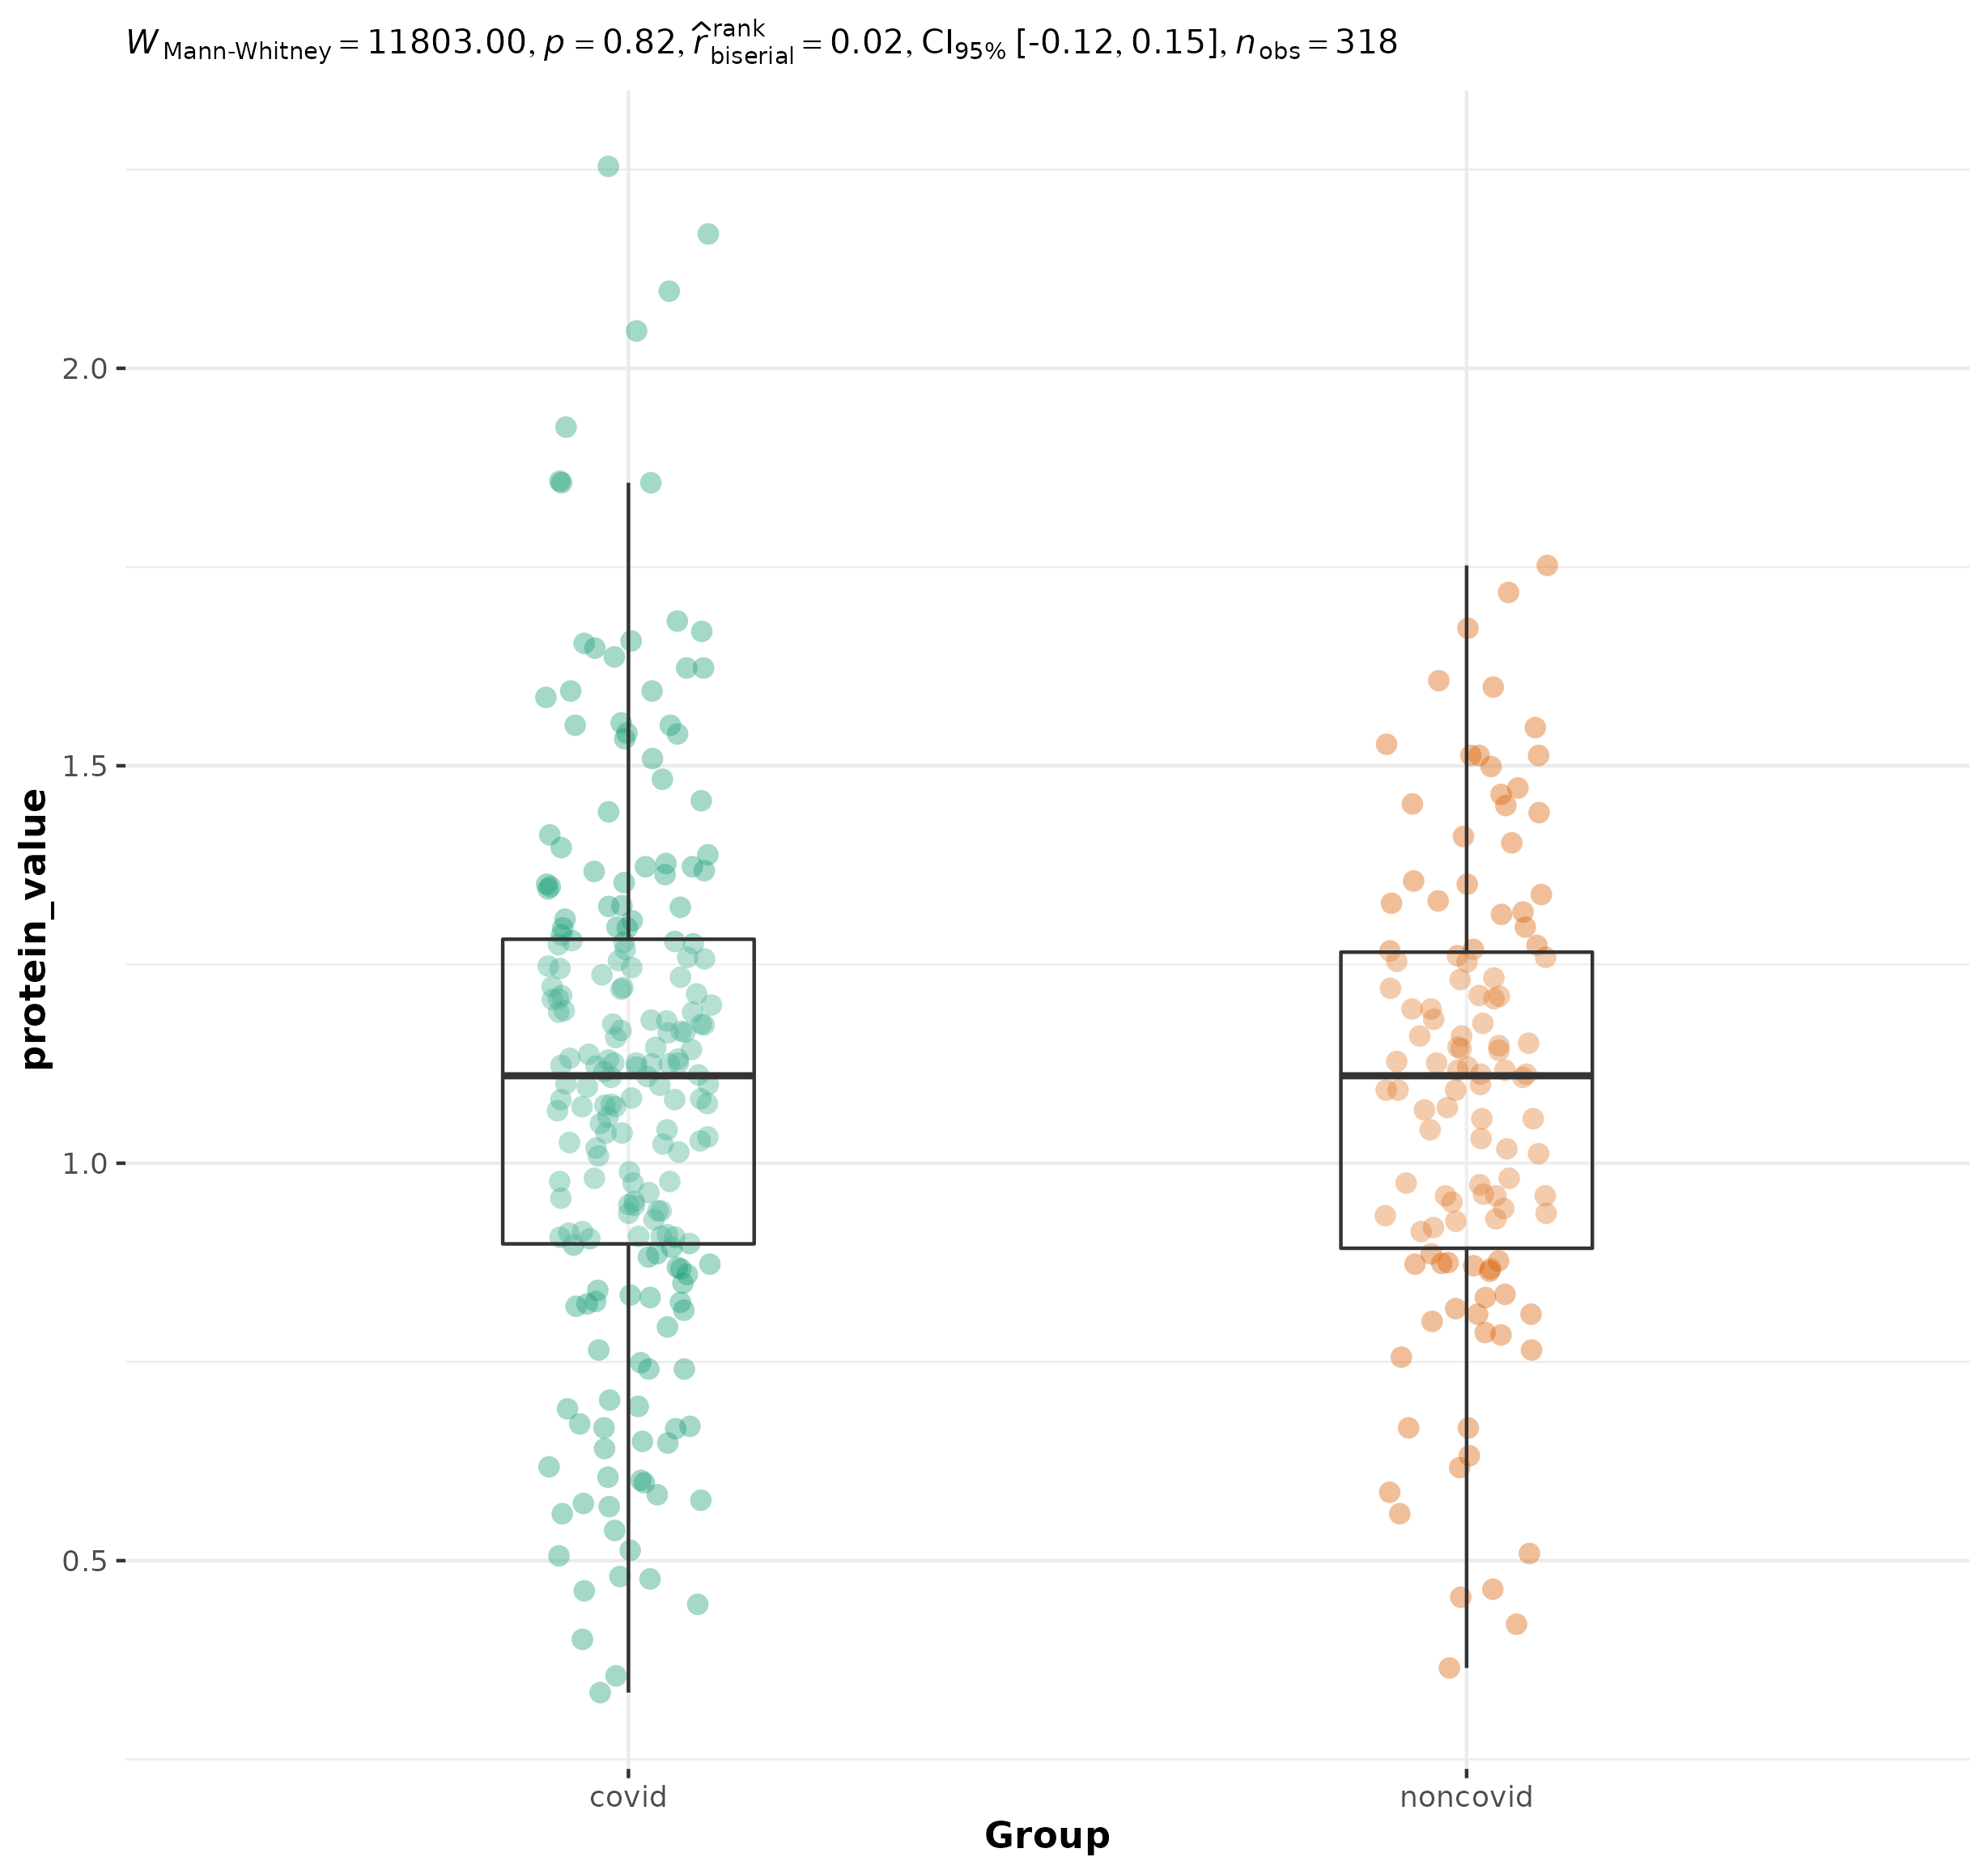 W Mann-Whitney = 11803.00, p = 0.82, r̂ rank biserial = 0.02, CI95% [-0.12, 0.15], nobs = 318
2.0
1.5
1.0
0.5
protein_value
covid noncovid
Group